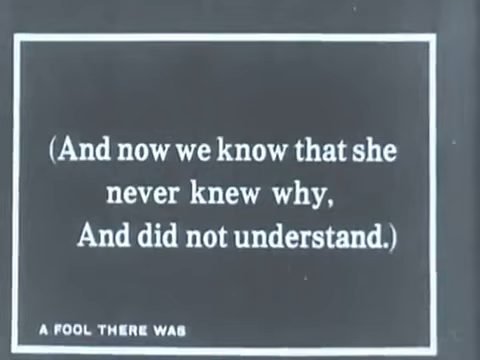 (And now we know that she
never knew why,
And did not understand.)
A FOOL THERE WAS